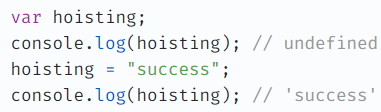 var hoisting;
console.log(hoisting); // undefined
hoisting = "success";
console.log(hoisting); // 'success'